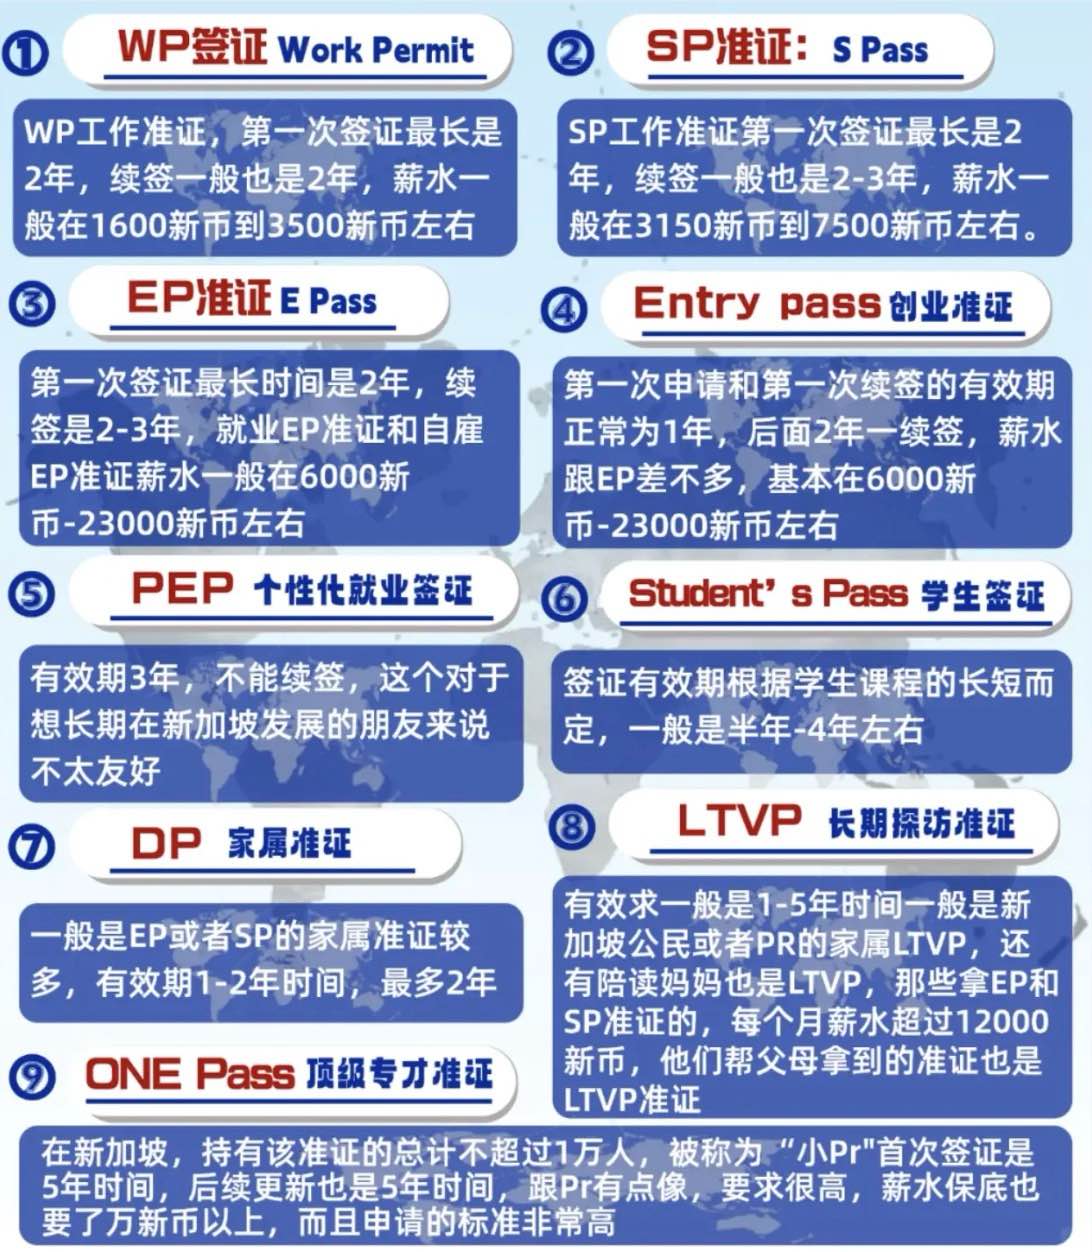 ① WP签证 Work Permit
WP工作准证，第一次签证最长是
2年，续签一般也是2年，薪水一
般在1600新币到3500新币左右
② SP准证：S Pass
SP工作准证第一次签证最长是2
年，续签一般也是2-3年，薪水一
般在3150新币到7500新币左右。
③ EP准证 E Pass
第一次签证最长时间是2年，续
签是2-3年，就业EP准证和自雇
EP准证薪水一般在6000新
币-23000新币左右
④ Entry pass 创业准证
第一次申请和第一次续签的有效期
正常为1年，后面2年一续签，薪水
跟EP差不多，基本在6000新
币-23000新币左右
⑤ PEP 个性化就业签证
有效期3年，不能续签，这个对于
想长期在新加坡发展的朋友来说
不太友好
⑥ Student’s Pass 学生签证
签证有效期根据学生课程的长短而
定，一般是半年-4年左右
⑦ DP 家属准证
一般是EP或者SP的家属准证较
多，有效期1-2年时间，最多2年
⑧ LTVP 长期探访准证
有效求一般是1-5年时间一般是新
加坡公民或者PR的家属LTVP，还
有陪读妈妈也是LTVP，那些拿EP和
SP准证的，每个月薪水超过12000
新币，他们帮父母拿到的准证也是
LTVP准证
⑨ ONE Pass 顶级专才准证
在新加坡，持有该准证的总计不超过1万人，被称为“小Pr"首次签证是
5年时间，后续更新也是5年时间，跟Pr有点像，要求很高，薪水保底也
要了万新币以上，而且申请的标准非常高